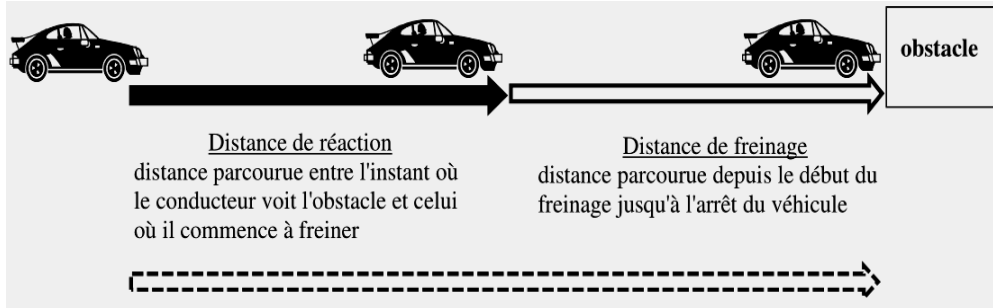 obstacle
Distance de réaction
distance parcourue entre l'instant où
le conducteur voit l'obstacle et celui
où il commence à freiner
Distance de freinage
distance parcourue depuis le début du
freinage jusqu'à l'arrêt du véhicule